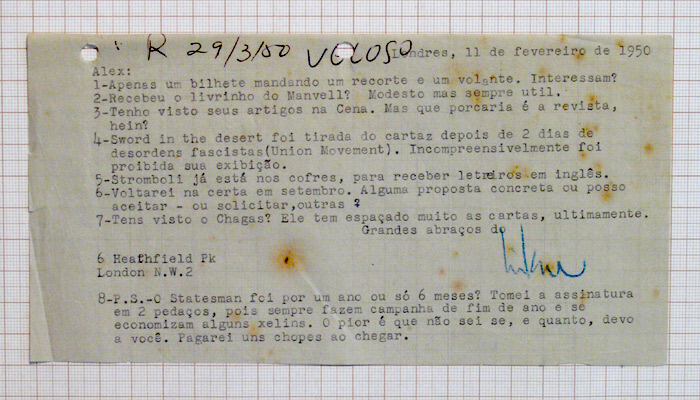 R 29/3/50 VELOSO
Londres, 11 de fevereiro de 1950
Alex:
1-Apenas um bilhete mandando um recorte e um volante. Interessam?
2-Recebeu o livrinho do Manvell? Modesto mas sempre util.
3-Tenho visto seus artigos na Cena. Mas que porcaria é a revista,
hein?
4-Sword in the desert foi tirada do cartaz depois de 2 dias de
desordens fascistas(Union Movement). Incompreensivelmente foi
proibida sua exibição.
5-Stromboli já está nos cofres, para receber letreiros em inglês.
6-Voltarei na certa em setembro. Alguma proposta concreta ou posso
aceitar - ou solicitar,outras ?
7-Tens visto o Chagas? Ele tem espaçado muito as cartas, ultimamente.
Grandes abraços do
6 Heathfield Pk
London N.W.2
8-P.S.-O Statesman foi por um ano ou só 6 meses? Tomei a assinatura
em 2 pedaços, pois sempre fazem campanha de fim de ano e se
economizam alguns xelins. O pior é que não sei se, e quanto, devo
a você. Pagarei uns chopes ao chegar.